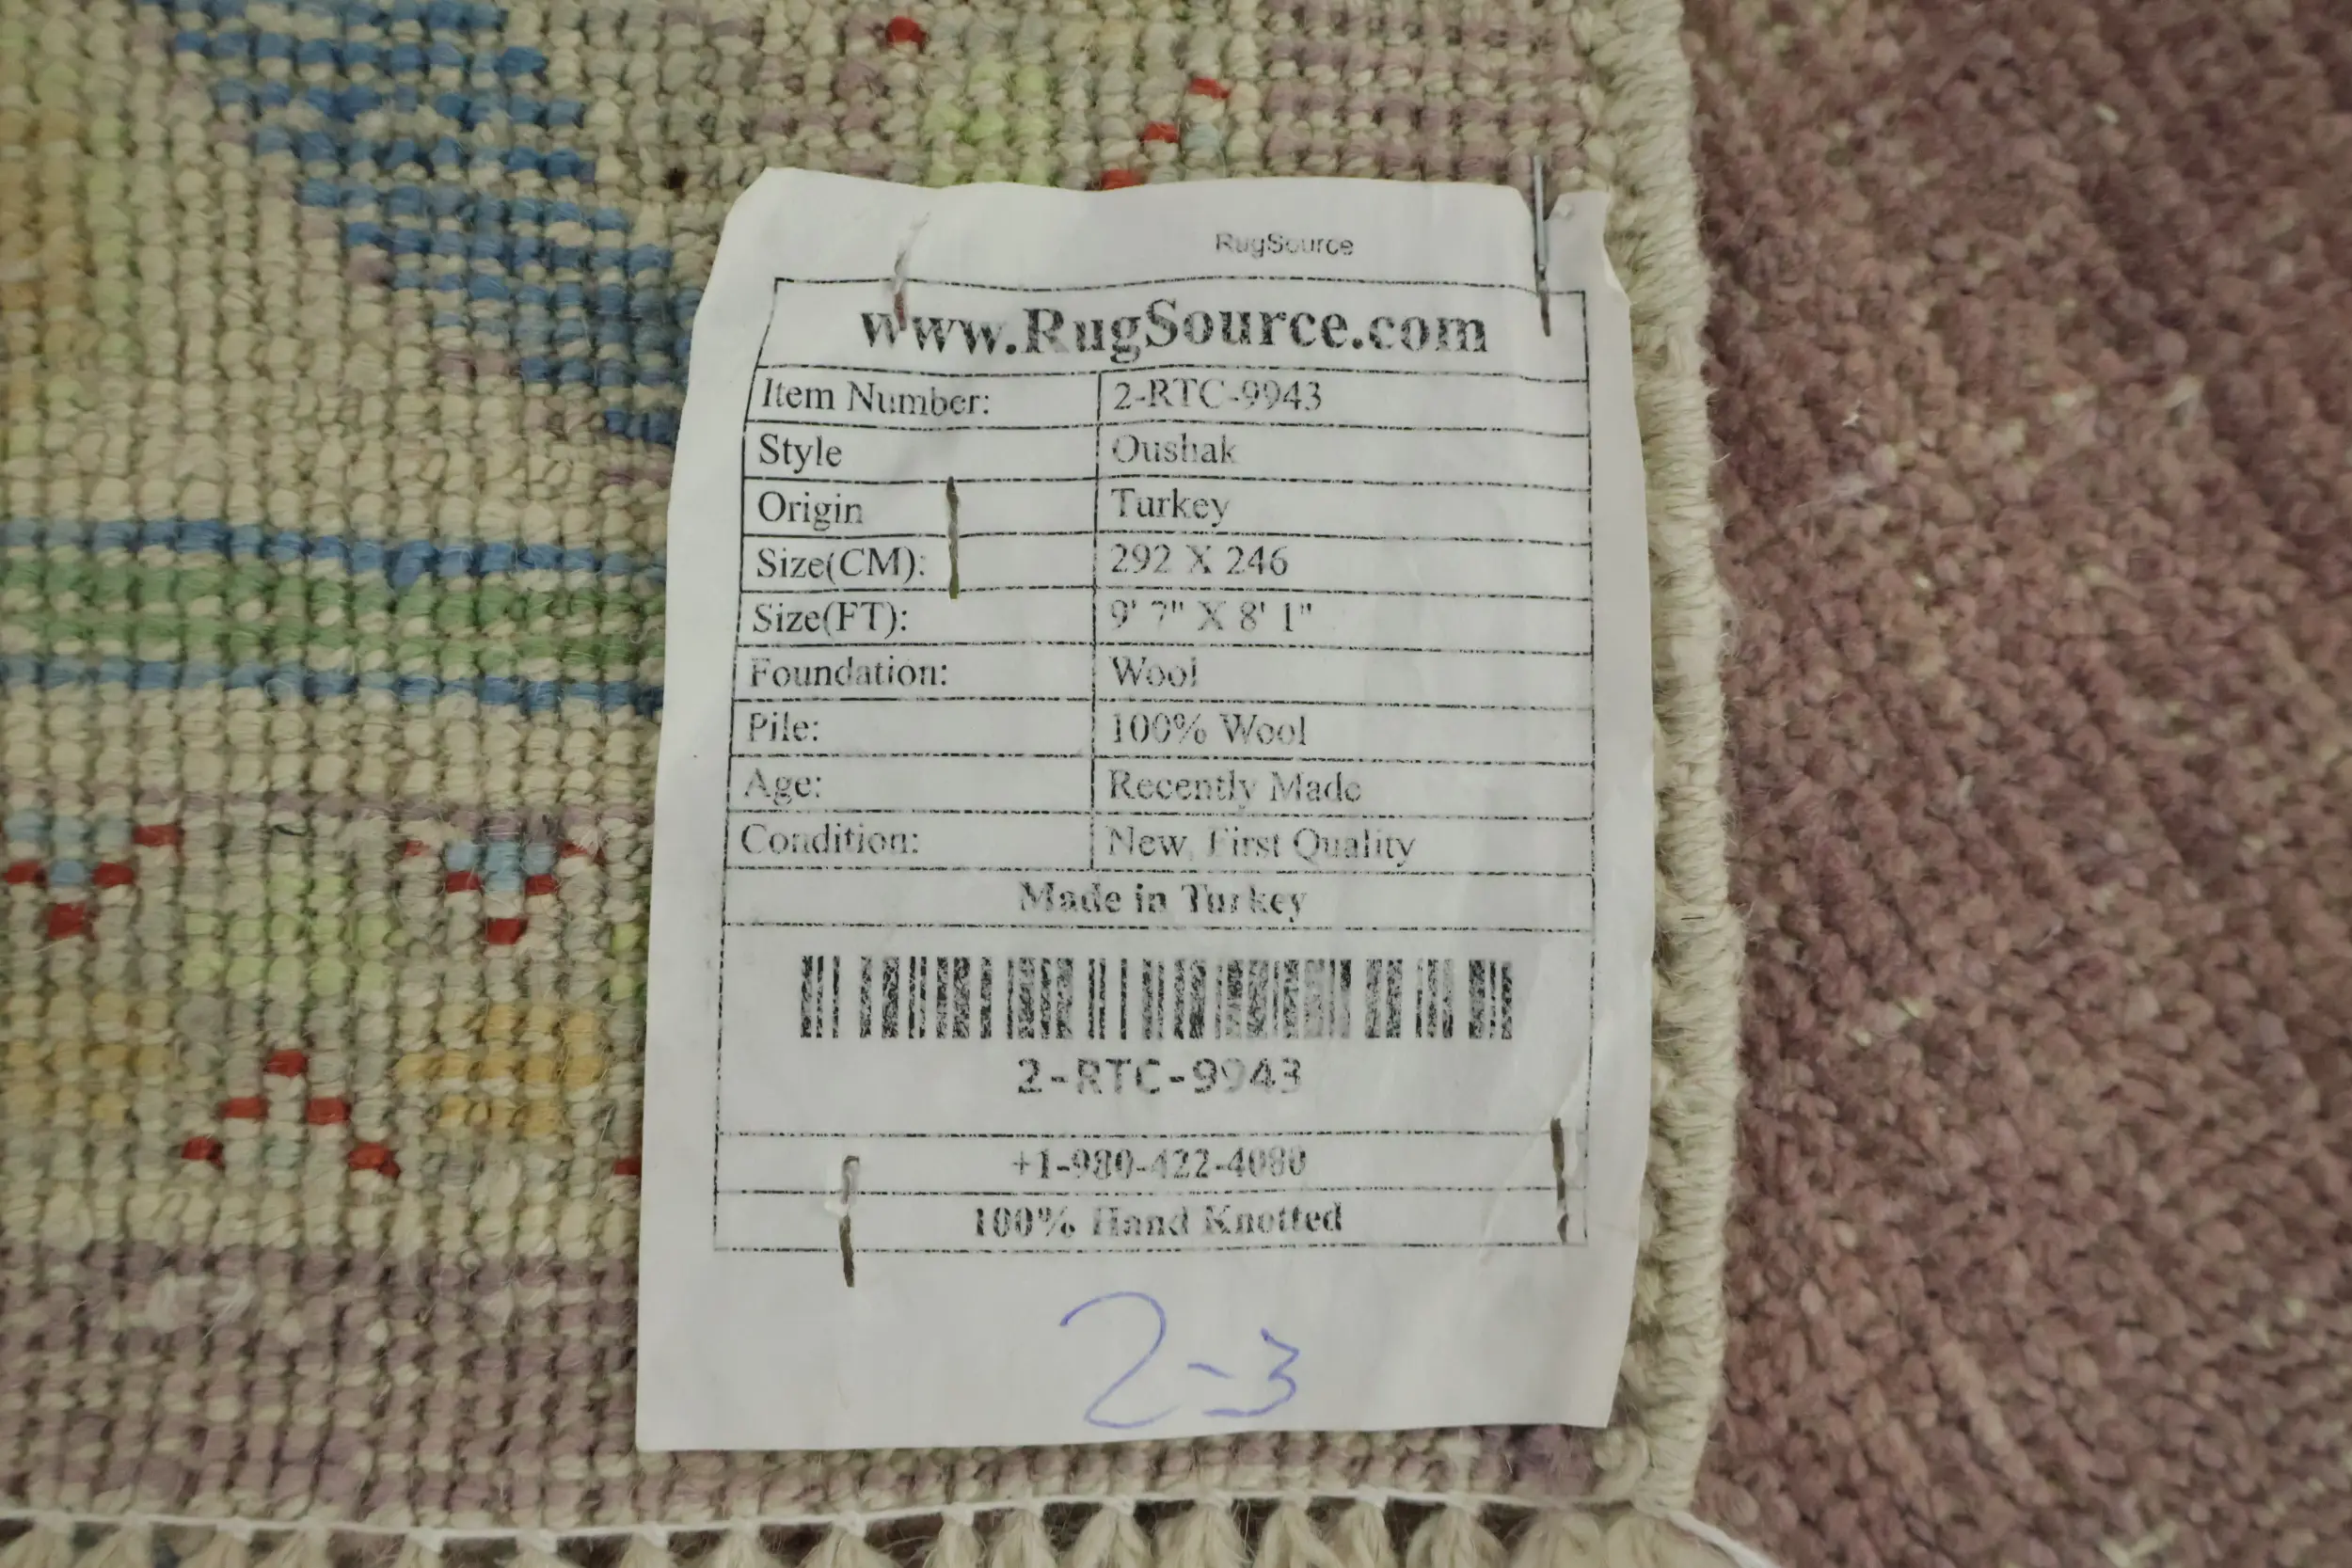 RugSource
www.RugSource.com
Item Number: 2-RTC-9943
Style Oushak
Origin Turkey
Size(CM): 292 X 246
Size(FT): 9' 7" X 8' 1"
Foundation: Wool
Pile: 100% Wool
Age: Recently Made
Condition: New, First Quality
Made in Turkey
2-RTC-9943
+1-980-422-4080
100% Hand Knotted
2-3